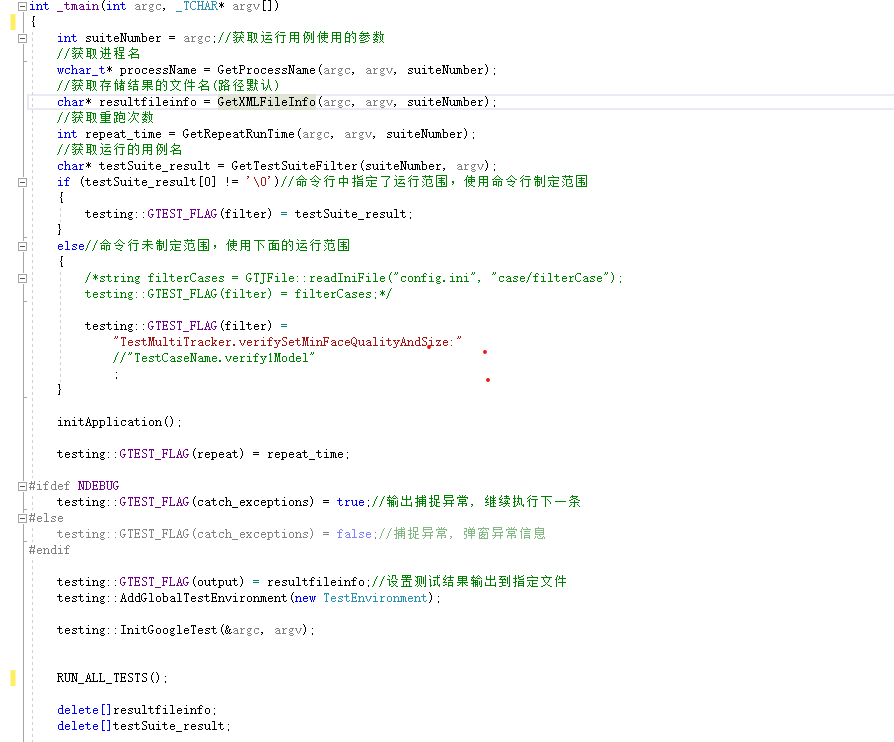 int _tmain(int argc, _TCHAR* argv[])
{
int suiteNumber = argc;//获取运行用例使用的参数
//获取进程名
wchar_t* processName = GetProcessName(argc, argv, suiteNumber);
//获取存储结果的文件名(路径默认)
char* resultfileinfo = GetXMLFileInfo(argc, argv, suiteNumber);
//获取重跑次数
int repeat_time = GetRepeatRunTime(argc, argv, suiteNumber);
//获取运行的用例名
char* testSuite_result = GetTestSuiteFilter(suiteNumber, argv);
if (testSuite_result[0] != '\0')//命令行中指定了运行范围，使用命令行制定范围
{
testing::GTEST_FLAG(filter) = testSuite_result;
}
else//命令行未制定范围，使用下面的运行范围
{
/*string filterCases = GTJFile::readIniFile("config.ini", "case/filterCase");
testing::GTEST_FLAG(filter) = filterCases;*/
testing::GTEST_FLAG(filter) =
"TestMultiTracker.verifySetMinFaceQualityAndSize:"
//"TestCaseName.verify1Model"
;
}
initApplication();
testing::GTEST_FLAG(repeat) = repeat_time;
#ifdef NDEBUG
testing::GTEST_FLAG(catch_exceptions) = true;//输出捕捉异常，继续执行下一条
#else
testing::GTEST_FLAG(catch_exceptions) = false;//捕捉异常，弹窗异常信息
#endif
testing::GTEST_FLAG(output) = resultfileinfo;//设置测试结果输出到指定文件
testing::AddGlobalTestEnvironment(new TestEnvironment);
testing::InitGoogleTest(&argc, argv);
RUN_ALL_TESTS();
delete[]resultfileinfo;
delete[]testSuite_result;